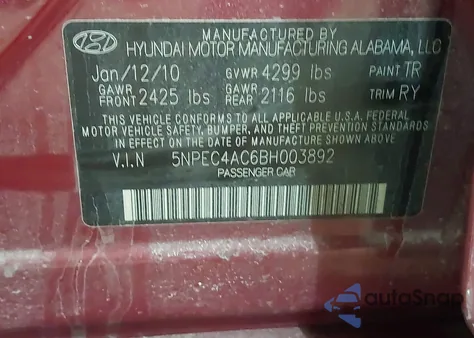 MANUFACTURED BY
HYUNDAI MOTOR MANUFACTURING ALABAMA, LLC
Jan/12/10 GVWR 4299 lbs PAINT TR
GAWR FRONT 2425 lbs GAWR REAR 2116 lbs TRIM RY
THIS VEHICLE CONFORMS TO ALL APPLICABLE U.S.A. FEDERAL
MOTOR VEHICLE SAFETY, BUMPER, AND THEFT PREVENTION
STANDARDS IN EFFECT ON THE
DATE OF MANUFACTURE SHOWN ABOVE.
V.I.N 5NPEC4AC6BH003892
PASSENGER CAR
autoSnap